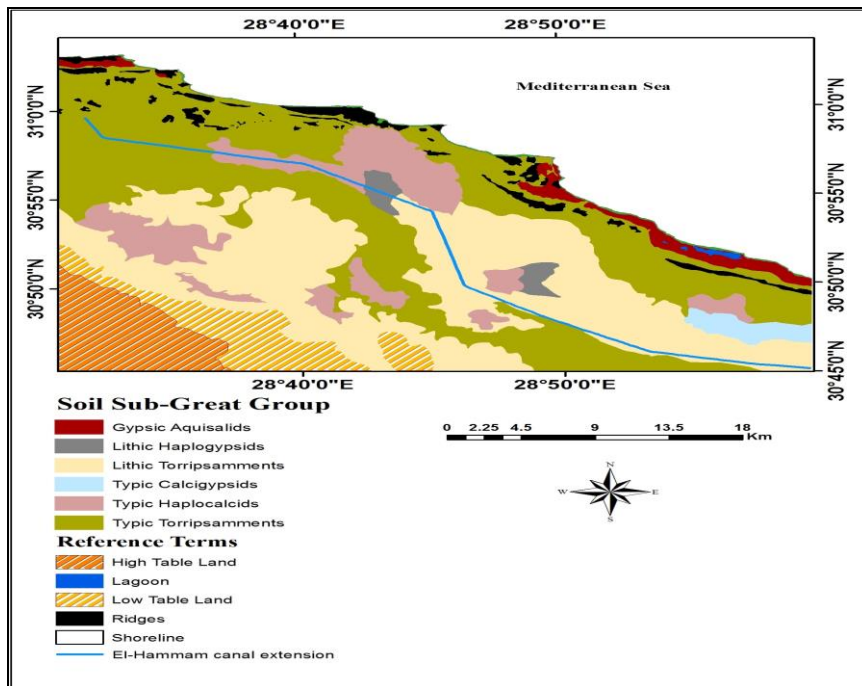 28°40'0"E 28°50'0"E
Mediterranean Sea
31°0'0"N 31°0'0"N
30°55'0"N 30°55'0"N
30°50'0"N 30°50'0"N
30°45'0"N
28°40'0"E 28°50'0"E
Soil Sub-Great Group
Gypsic Aquisalids
Lithic Haplogypsids
Lithic Torripsamments
Typic Calcigypsids
Typic Haplocalcids
Typic Torripsamments
Reference Terms
High Table Land
Lagoon
Low Table Land
Ridges
Shoreline
El-Hammam canal extension
0 2.25 4.5 9 13.5 18
Km
N
W E
S